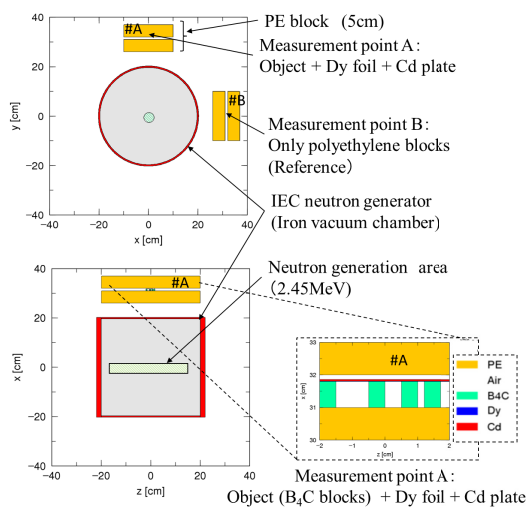 PE block (5cm)
Measurement point A:
Object + Dy foil + Cd plate
Measurement point B:
Only polyethylene blocks
(Reference)
IEC neutron generator
(Iron vacuum chamber)
Neutron generation area
(2.45MeV)
40
20
0
−20
−40
−40
−20
0
20
40
y [cm]
x [cm]
#A
#B
40
20
0
−20
−40
−40
−20
0
20
40
x [cm]
z [cm]
#A
33
32
31
30
−2
−1
0
1
2
x [cm]
z [cm]
#A
PE
Air
B4C
Dy
Cd
Measurement point A:
Object (B₄C blocks) + Dy foil + Cd plate